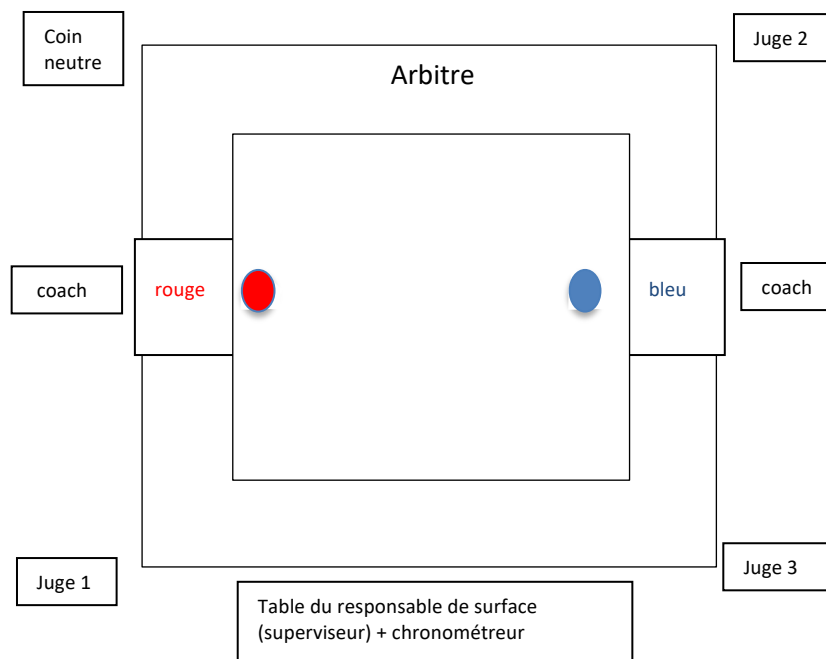 Coin
neutre
Juge 2
Arbitre
coach
rouge
bleu
coach
Juge 1
Juge 3
Table du responsable de surface
(superviseur) + chronométreur